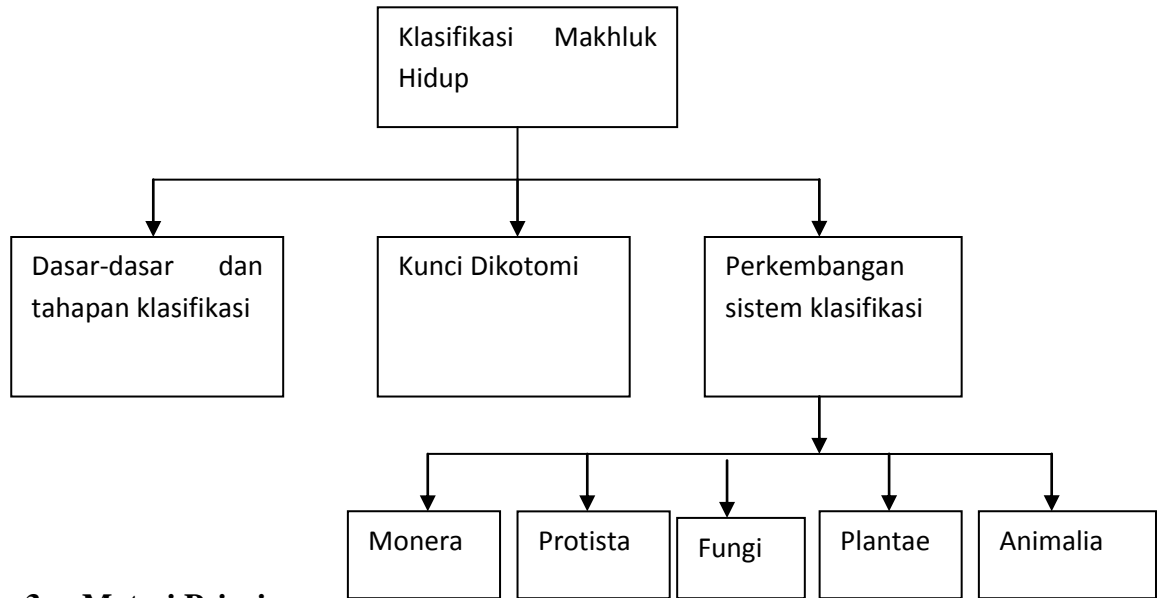 Klasifikasi Makhluk
Hidup
Dasar-dasar dan
tahapan klasifikasi
Kunci Dikotomi
Perkembangan
sistem klasifikasi
Monera
Protista
Fungi
Plantae
Animalia